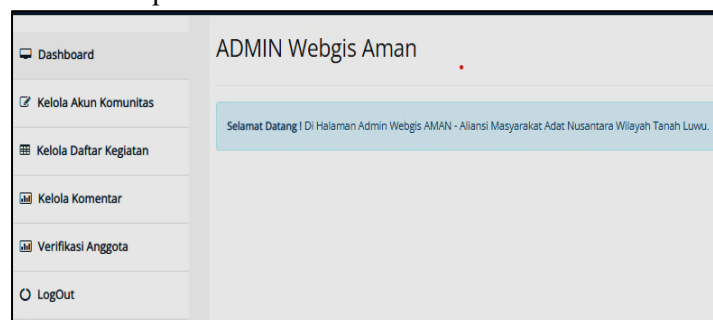 Dashboard
Kelola Akun Komunitas
Kelola Daftar Kegiatan
Kelola Komentar
Verifikasi Anggota
LogOut
ADMIN Webgis Aman
Selamat Datang ! Di Halaman Admin Webgis AMAN - Aliansi Masyarakat Adat Nusantara Wilayah Tanah Luwu.